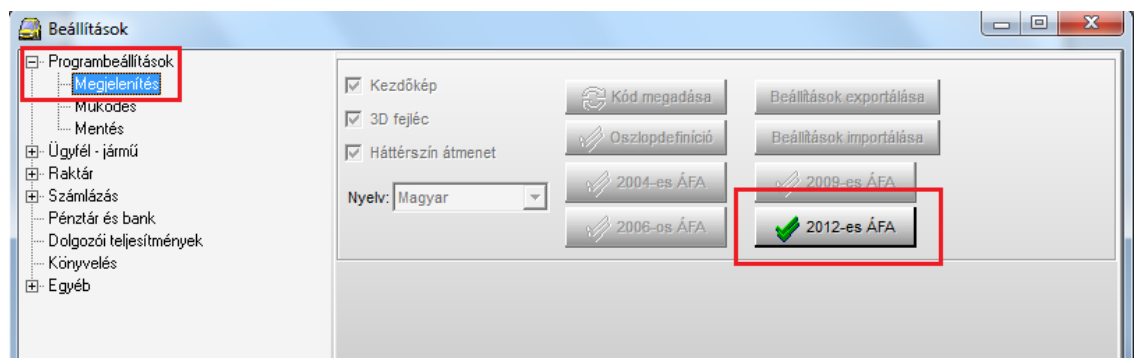 Beállítások
Programbeállítások
Megjelenítés
Működés
Mentés
Ügyfél - jármű
Raktár
Számlázás
Pénztár és bank
Dolgozói teljesítmények
Könyvelés
Egyéb
Kezdőkép
3D fejléc
Háttérszín átmenet
Nyelv: Magyar
Kód megadása
Beállítások exportálása
Oszlopdefiníció
Beállítások importálása
2004-es ÁFA
2009-es ÁFA
2006-os ÁFA
2012-es ÁFA